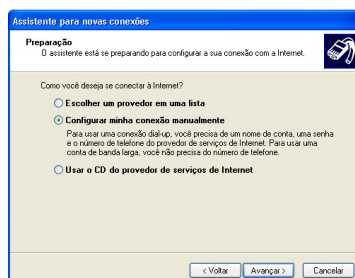 Assistente para novas conexões
Preparação
O assistente está se preparando para configurar a sua conexão com a Internet.
Como você deseja se conectar à Internet?
Escolher um provedor em uma lista
Configurar minha conexão manualmente
Para usar uma conexão dial-up, você precisa de um nome de conta, uma senha
e o número de telefone do provedor de serviços de Internet. Para usar uma
conta de banda larga, você não precisa do número de telefone.
Usar o CD do provedor de serviços de Internet
< Voltar
Avançar >
Cancelar